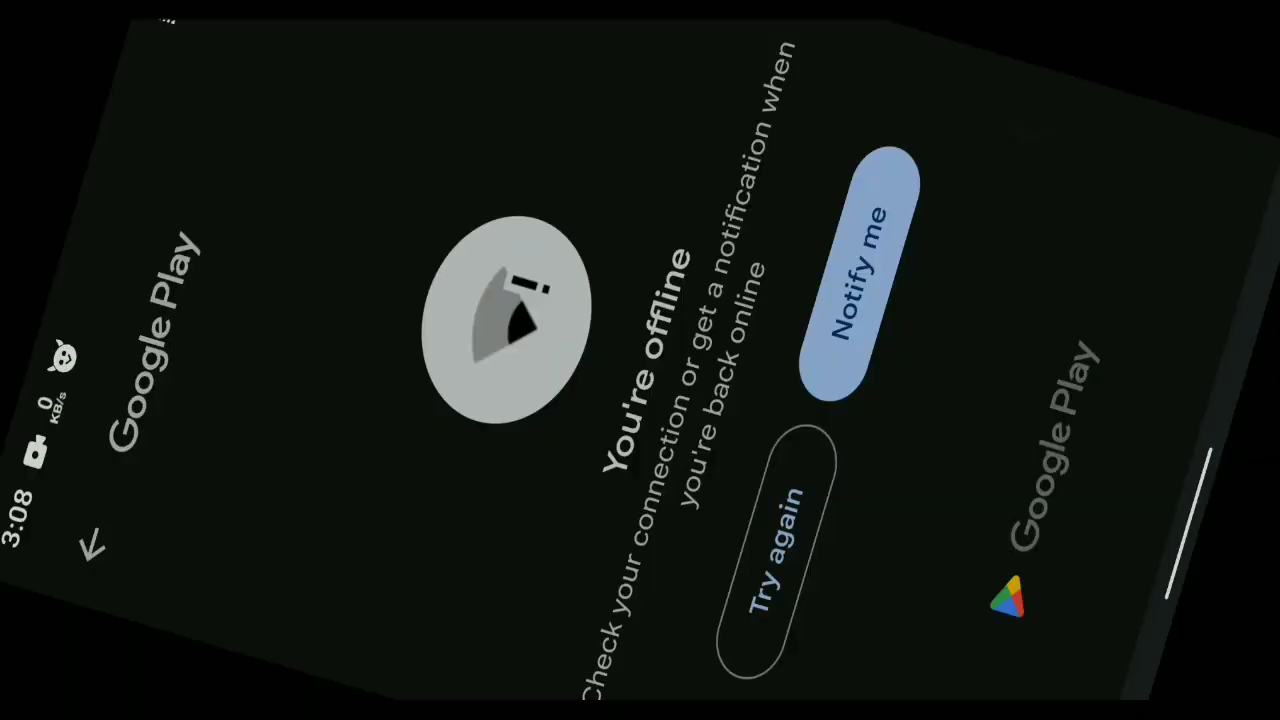 3:08
0
KB/s
Google Play
You're offline
Check your connection or get a notification when
you're back online
Try again
Notify me
Google Play